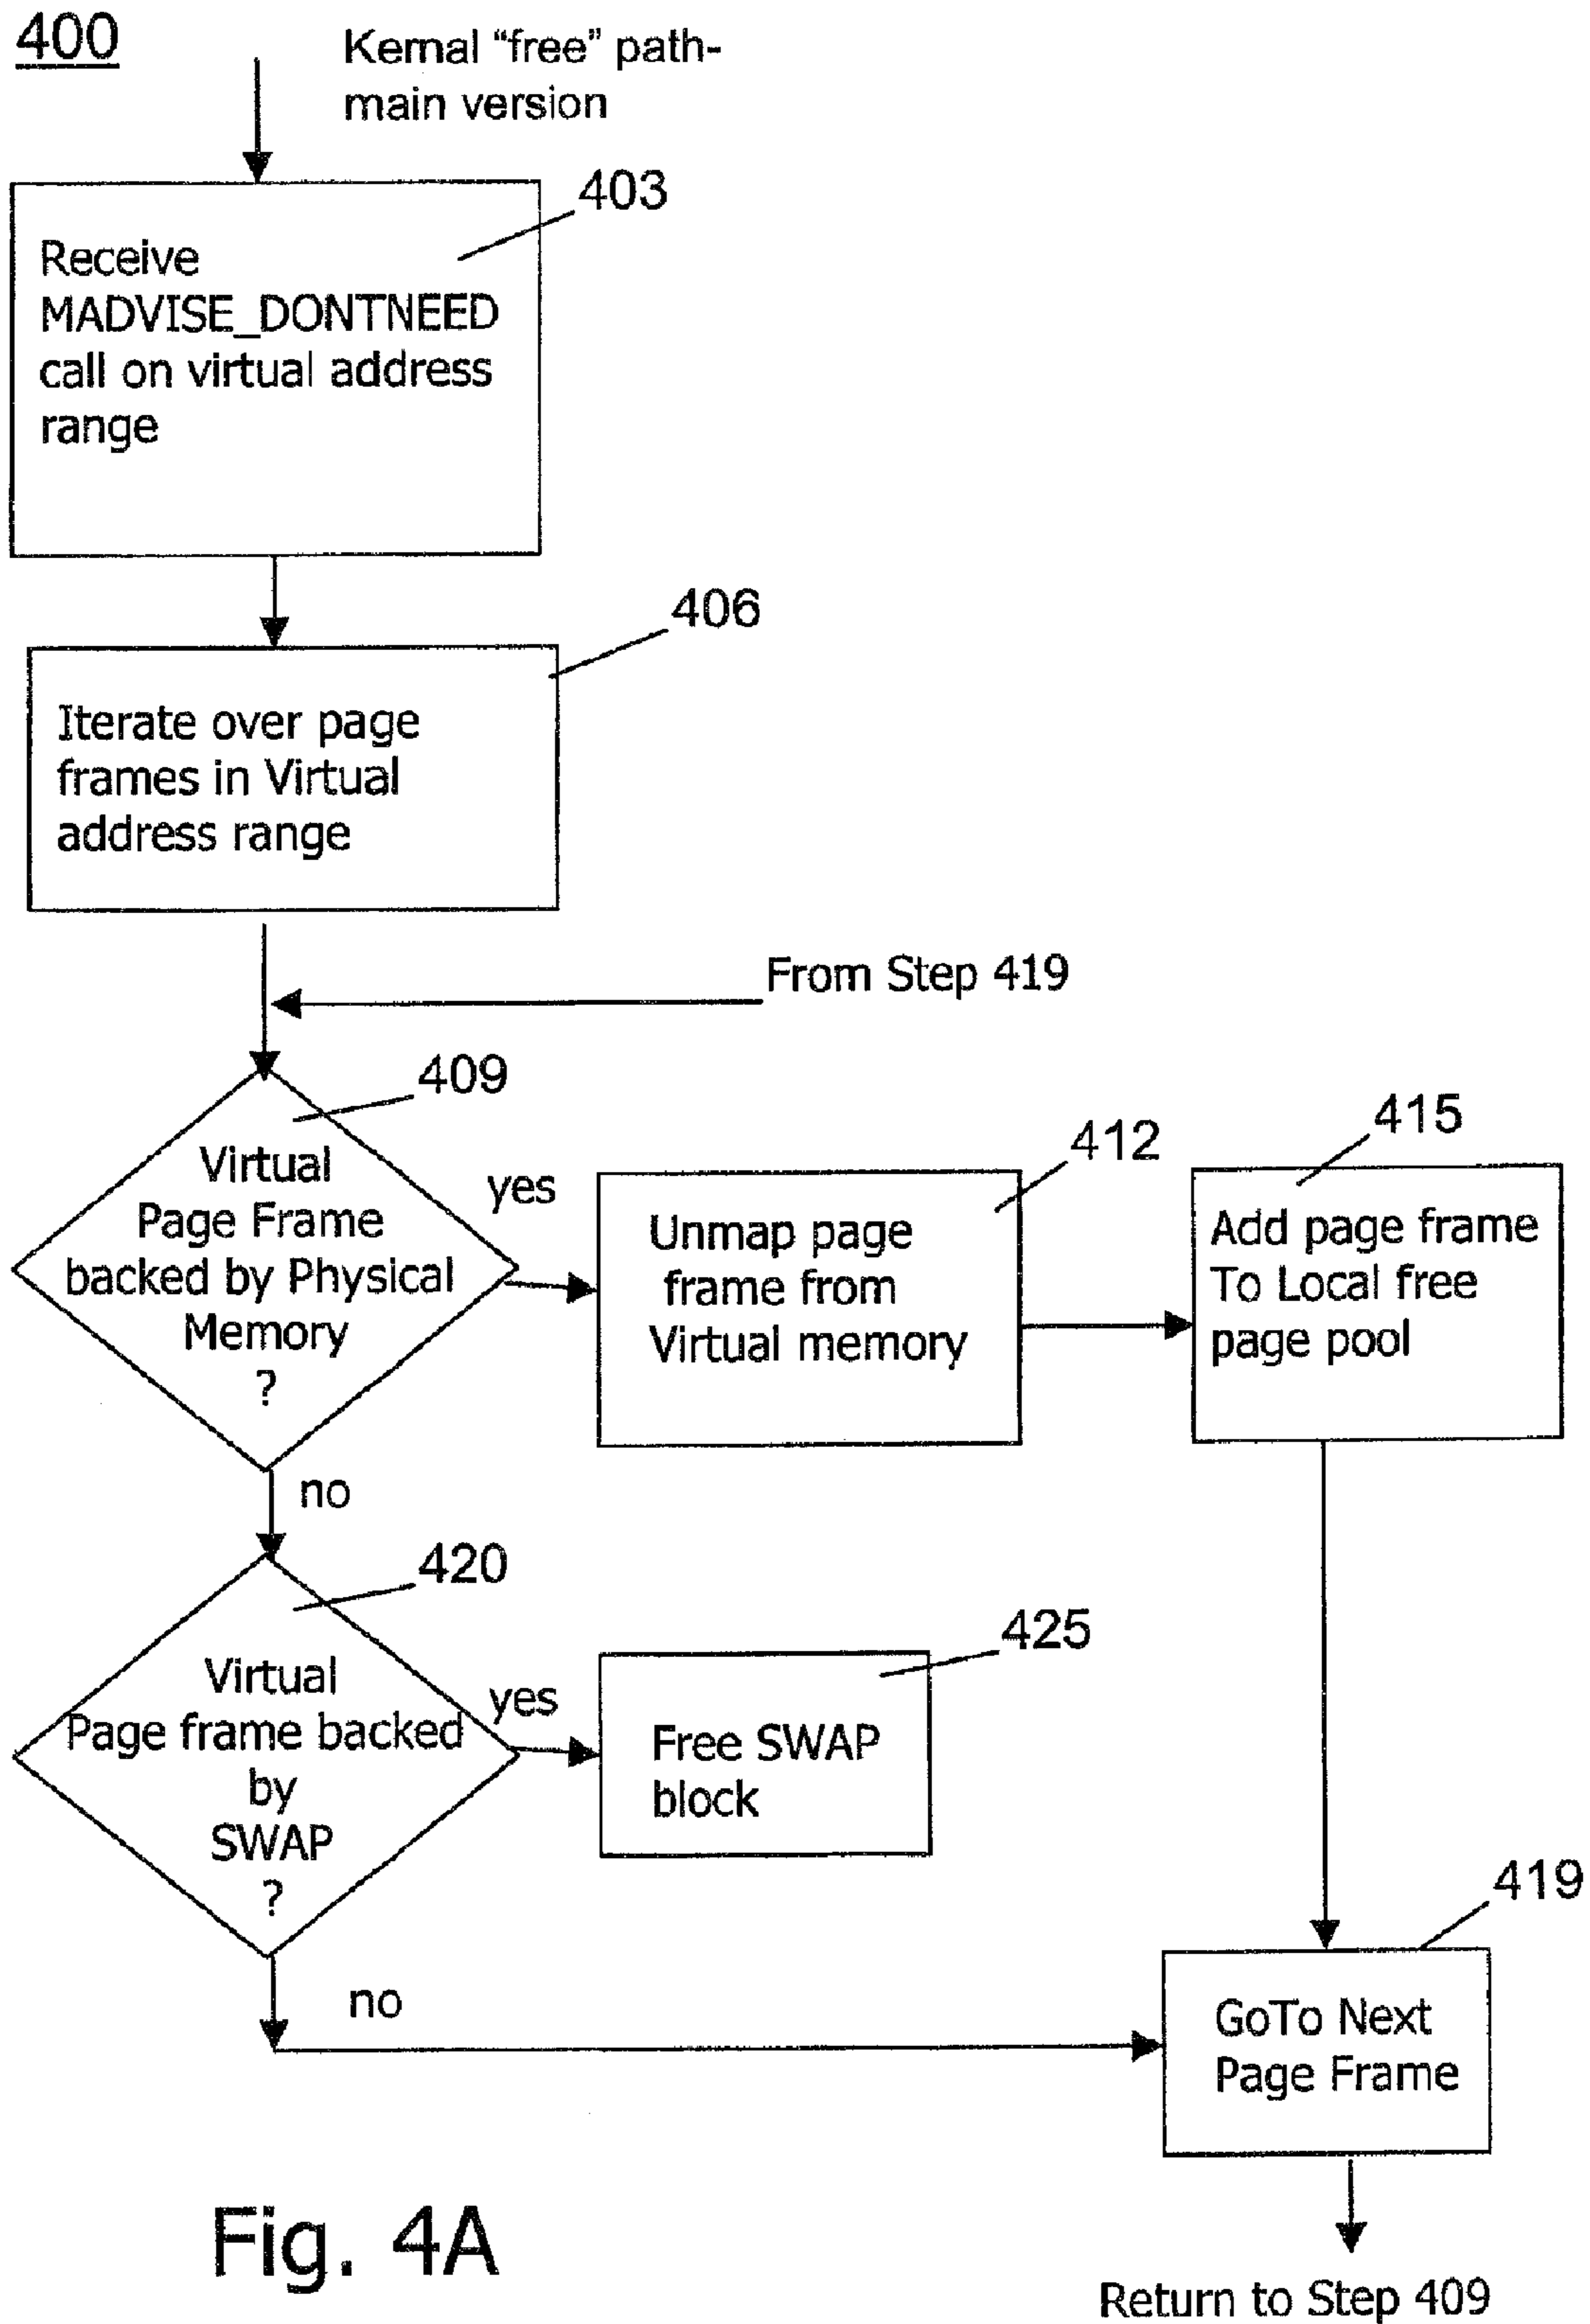 400
Kernal “free” path-
main version
403
Receive
MADVISE_DONTNEED
call on virtual address
range
406
Iterate over page
frames in Virtual
address range
From Step 419
409
Virtual
Page Frame
backed by Physical
Memory
?
yes
412
Unmap page
frame from
Virtual memory
415
Add page frame
To Local free
page pool
no
420
Virtual
Page frame backed
by
SWAP
?
yes
425
Free SWAP
block
no
419
GoTo Next
Page Frame
Fig. 4A
Return to Step 409